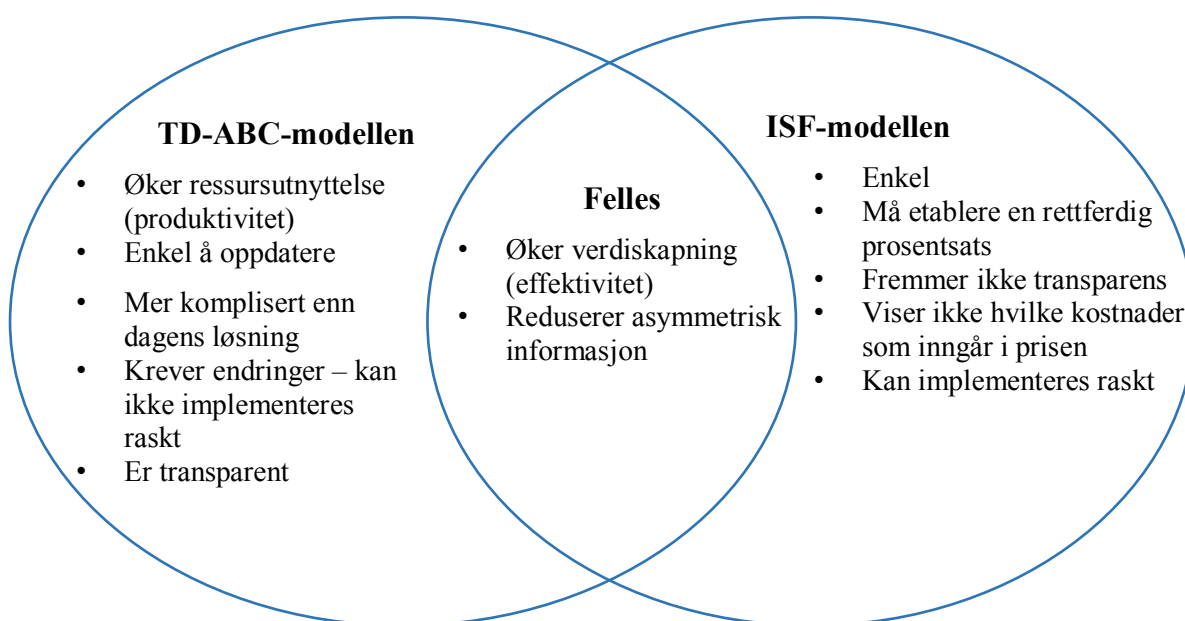 TD-ABC-modellen
• Øker ressursutnyttelse
(produktivitet)
• Enkel å oppdatere
• Mer komplisert enn
dagens løsning
• Krever endringer – kan
ikke implementeres
raskt
• Er transparent
Felles
• Øker verdiskapning
(effektivitet)
• Reduserer asymmetrisk
informasjon
ISF-modellen
• Enkel
• Må etablere en rettferdig
prosentsats
• Fremmer ikke transparens
• Viser ikke hvilke kostnader
som inngår i prisen
• Kan implementeres raskt